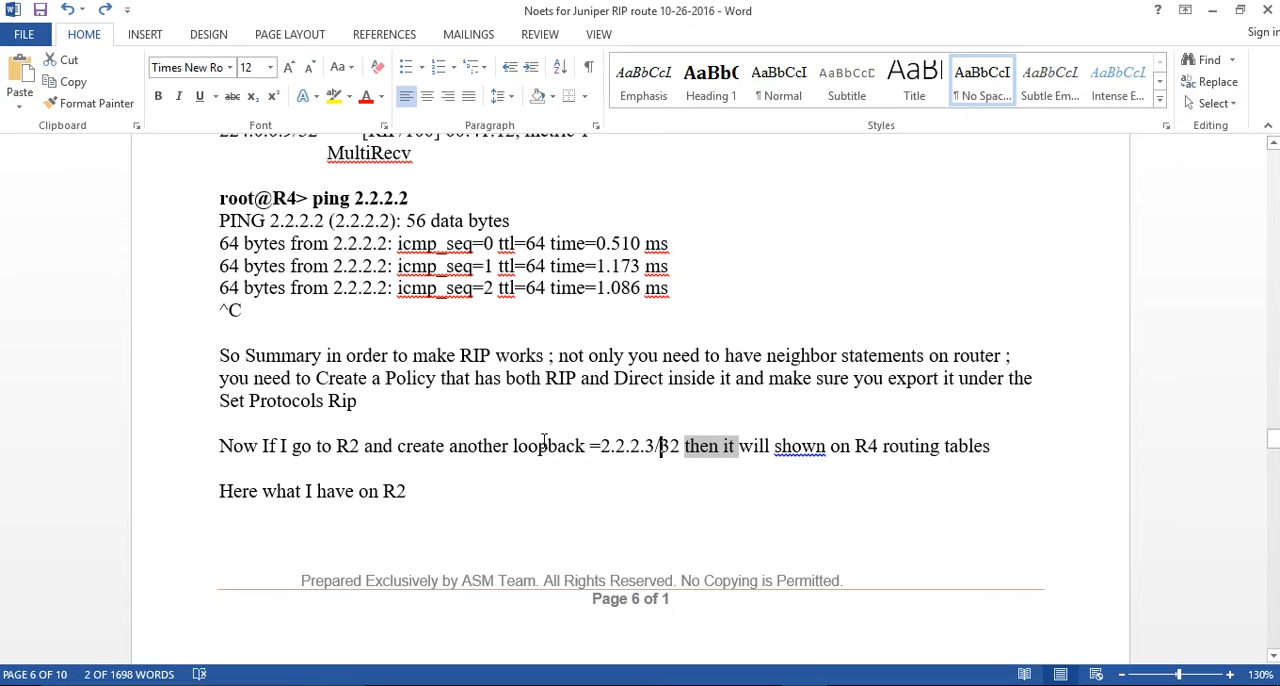 Noets for Juniper RIP route 10-26-2016 - Word
FILE HOME INSERT DESIGN PAGE LAYOUT REFERENCES MAILINGS REVIEW VIEW Sign in
Paste Cut Copy Format Painter
Times New Ro 12 Aa
B I U abc X2 X2 A A
AaBbCcI AaBbC AaBbCcI AaBbCcI AaBI AaBbCcI AaBbCcI AaBbCcI
Emphasis Heading 1 ¶ Normal Subtitle Title ¶ No Spac... Subtle Em... Intense E...
Find Replace Select
Clipboard Font Paragraph Styles Editing
MultiRecv
root@R4> ping 2.2.2.2
PING 2.2.2.2 (2.2.2.2): 56 data bytes
64 bytes from 2.2.2.2: icmp_seq=0 ttl=64 time=0.510 ms
64 bytes from 2.2.2.2: icmp_seq=1 ttl=64 time=1.173 ms
64 bytes from 2.2.2.2: icmp_seq=2 ttl=64 time=1.086 ms
^C
So Summary in order to make RIP works ; not only you need to have neighbor statements on router ;
you need to Create a Policy that has both RIP and Direct inside it and make sure you export it under the
Set Protocols Rip
Now If I go to R2 and create another loopback =2.2.2.3/32 then it will shown on R4 routing tables
Here what I have on R2
Prepared Exclusively by ASM Team. All Rights Reserved. No Copying is Permitted.
Page 6 of 1
PAGE 6 OF 10 2 OF 1698 WORDS 130%